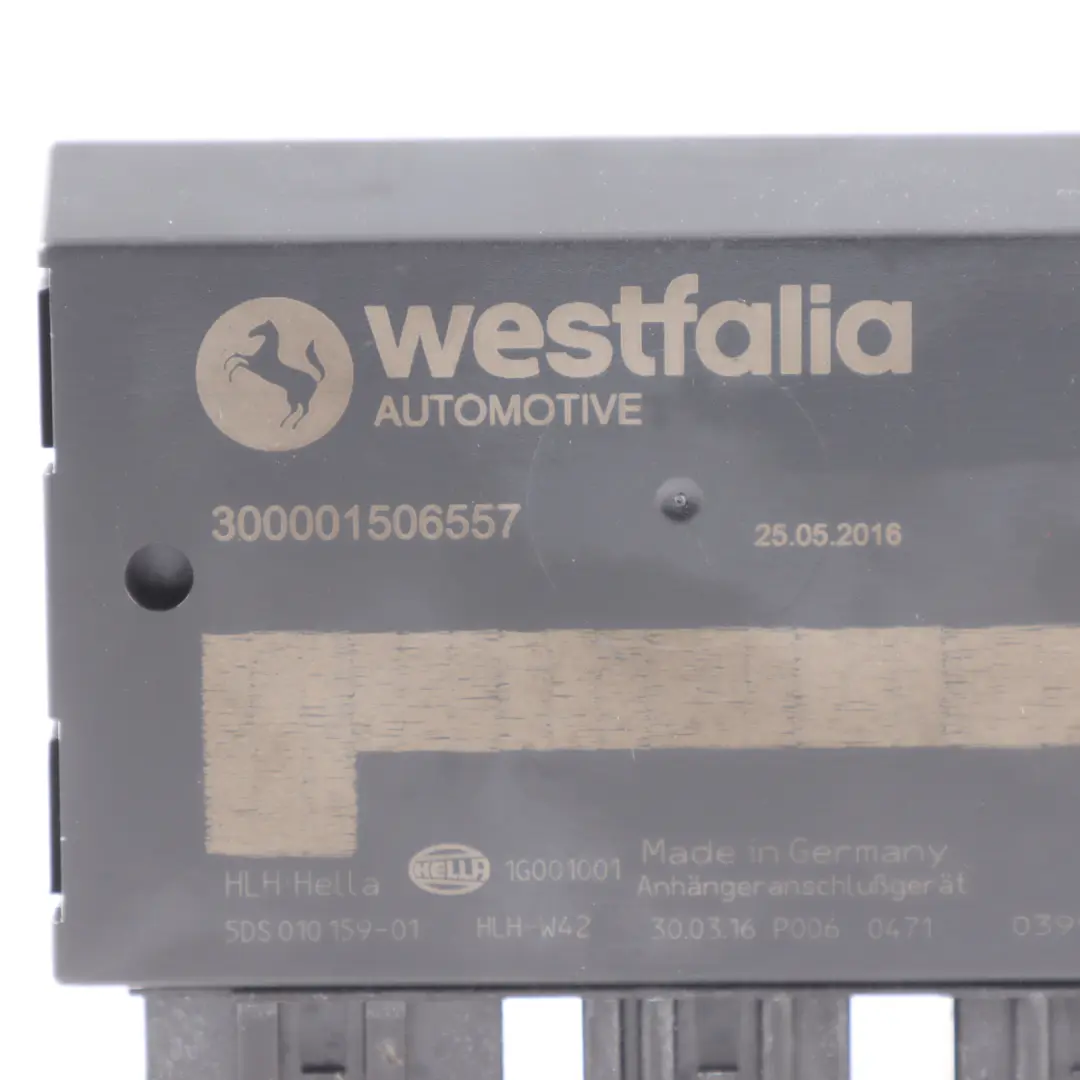 westfalia
AUTOMOTIVE
300001506557
25.05.2016
HLH Hella HELLA 1G001001 Made in Germany
Anhängeranschlußgerät
5DS 010 159-01 HLH-W42 30.03.16 P006 0471